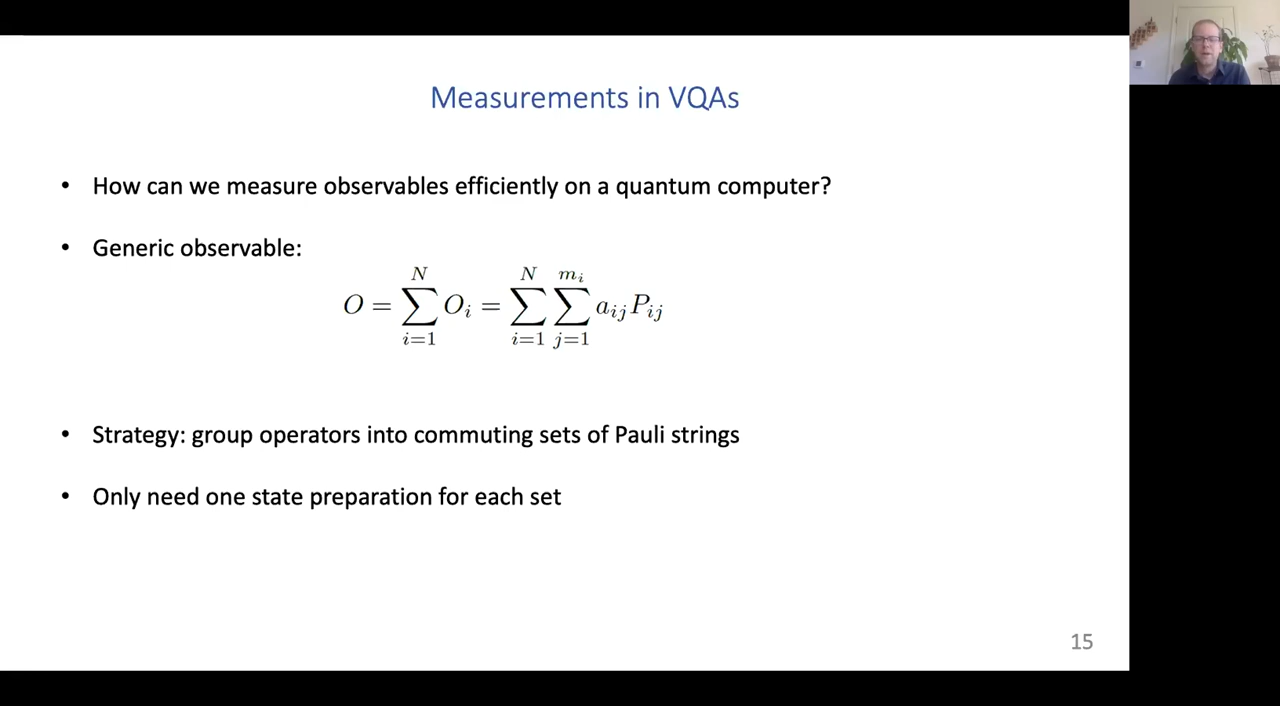 Measurements in VQAs
• How can we measure observables efficiently on a quantum computer?
• Generic observable:
$O = \sum_{i=1}^{N} O_i = \sum_{i=1}^{N} \sum_{j=1}^{m_i} a_{ij} P_{ij}$
• Strategy: group operators into commuting sets of Pauli strings
• Only need one state preparation for each set
15